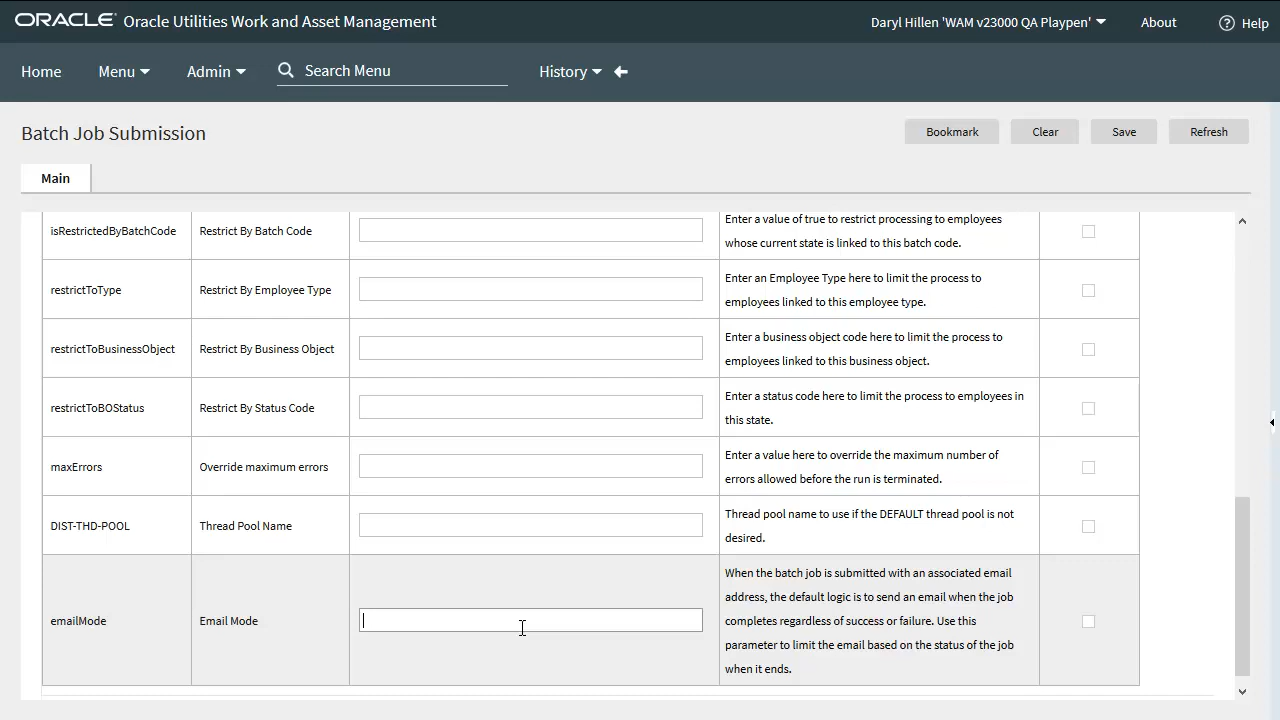 ORACLE Oracle Utilities Work and Asset Management
Daryl Hillen 'WAM v23000 QA Playpen' About Help
Home Menu Admin Search Menu History
Batch Job Submission
Bookmark Clear Save Refresh
Main
isRestrictedByBatchCode Restrict By Batch Code
Enter a value of true to restrict processing to employees
whose current state is linked to this batch code.
restrictToType Restrict By Employee Type
Enter an Employee Type here to limit the process to
employees linked to this employee type.
restrictToBusinessObject Restrict By Business Object
Enter a business object code here to limit the process to
employees linked to this business object.
restrictToBOStatus Restrict By Status Code
Enter a status code here to limit the process to employees in
this state.
maxErrors Override maximum errors
Enter a value here to override the maximum number of
errors allowed before the run is terminated.
DIST-THD-POOL Thread Pool Name
Thread pool name to use if the DEFAULT thread pool is not
desired.
emailMode Email Mode
When the batch job is submitted with an associated email
address, the default logic is to send an email when the job
completes regardless of success or failure. Use this
parameter to limit the email based on the status of the job
when it ends.